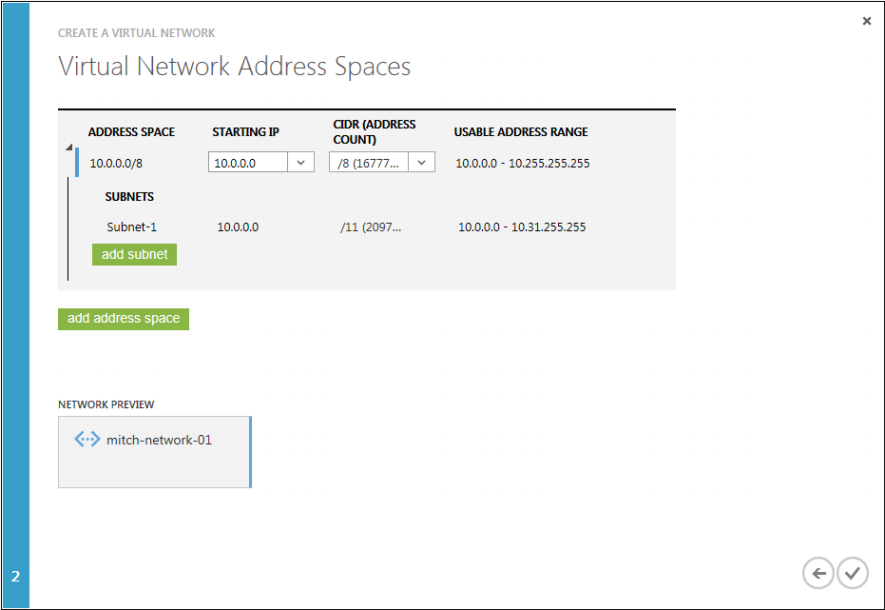 CREATE A VIRTUAL NETWORK
Virtual Network Address Spaces
ADDRESS SPACE STARTING IP CIDR (ADDRESS COUNT) USABLE ADDRESS RANGE
10.0.0.0/8 10.0.0.0 /8 (16777... 10.0.0.0 - 10.255.255.255
SUBNETS
Subnet-1 10.0.0.0 /11 (2097... 10.0.0.0 - 10.31.255.255
add subnet
add address space
NETWORK PREVIEW
mitch-network-01
2